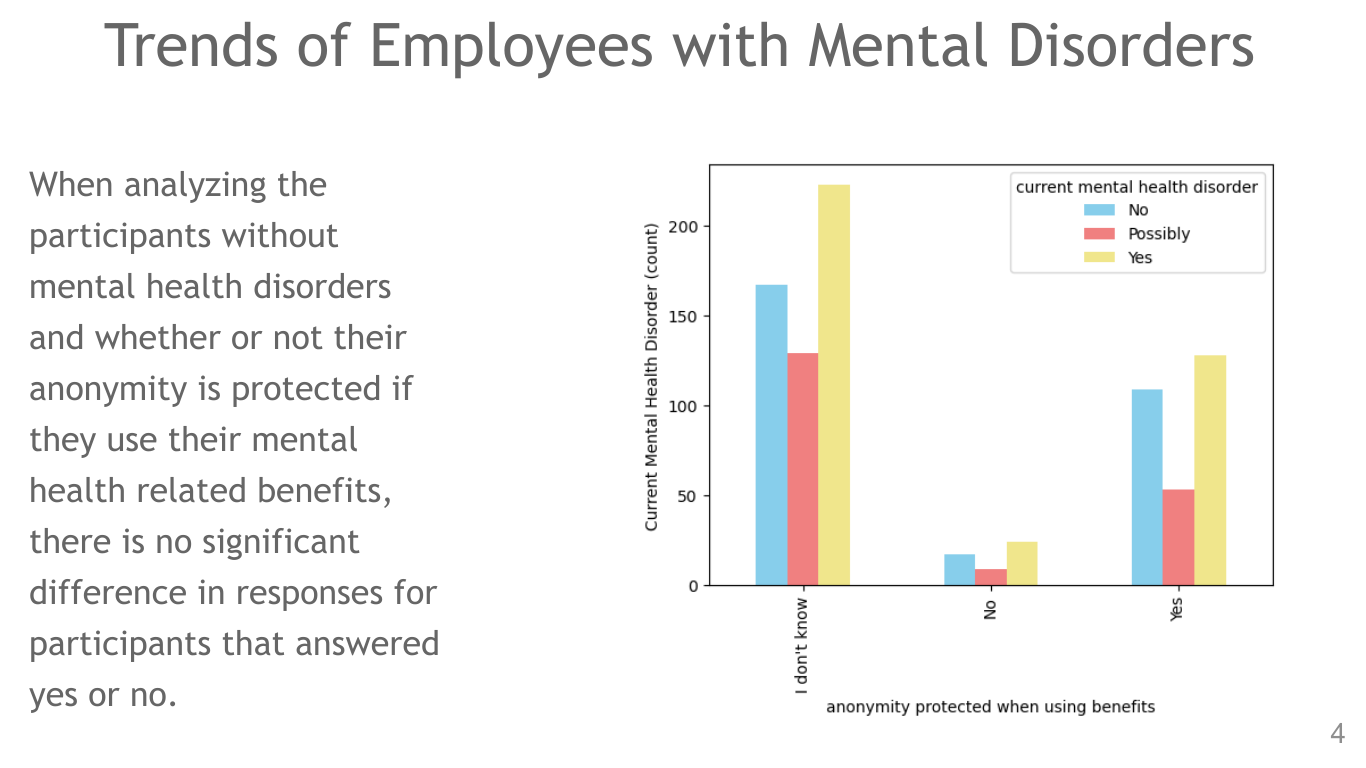 Trends of Employees with Mental Disorders
When analyzing the
participants without
mental health disorders
and whether or not their
anonymity is protected if
they use their mental
health related benefits,
there is no significant
difference in responses for
participants that answered
yes or no.
current mental health disorder
No
Possibly
Yes
Current Mental Health Disorder (count)
200
150
100
50
0
I don't know
No
Yes
anonymity protected when using benefits
4